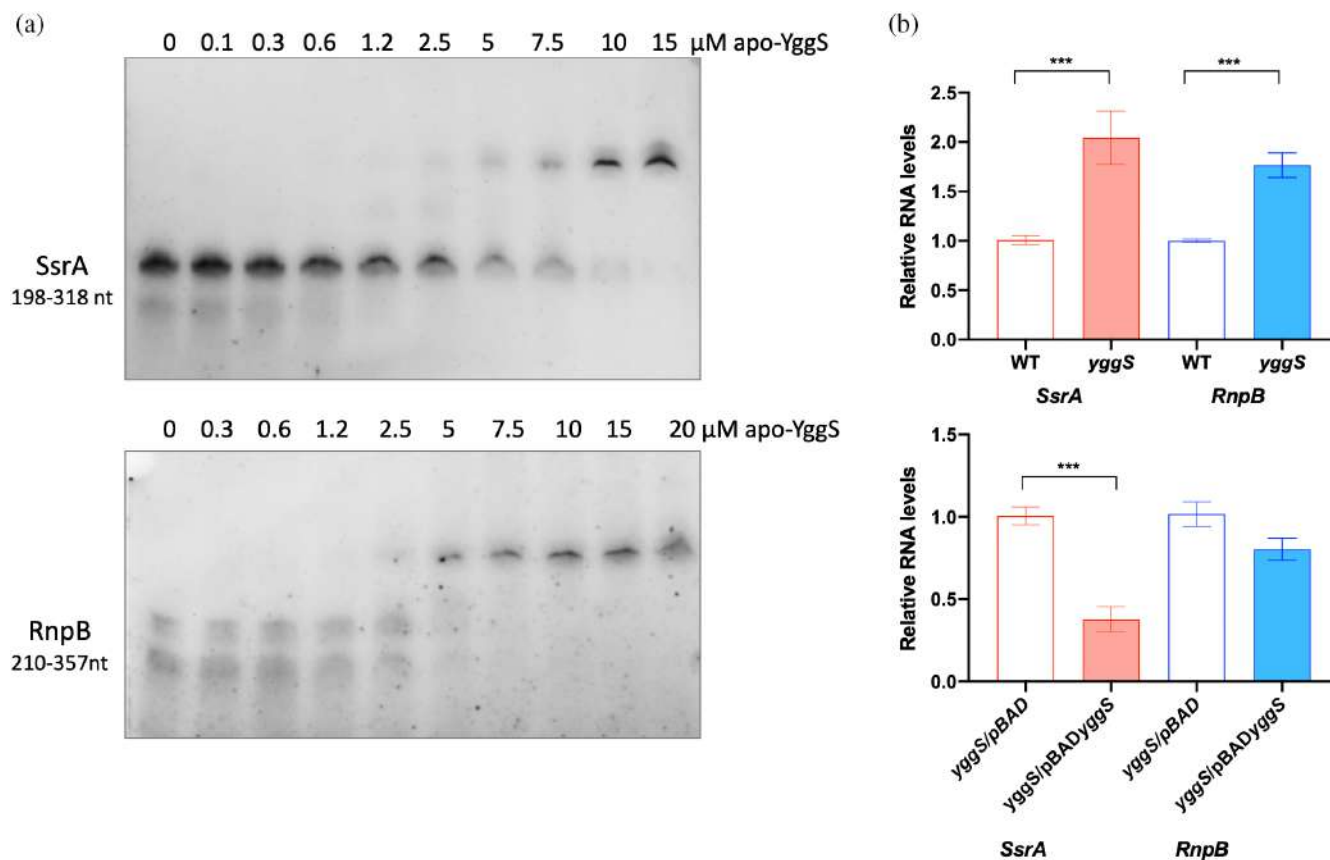 (a)
0 0.1 0.3 0.6 1.2 2.5 5 7.5 10 15 μM apo-YggS
SsrA
198-318 nt
0 0.3 0.6 1.2 2.5 5 7.5 10 15 20 μM apo-YggS
RnpB
210-357nt
(b)
*** ***
Relative RNA levels
2.5
2.0
1.5
1.0
0.5
0.0
WT yggS WT yggS
SsrA RnpB
***
Relative RNA levels
1.5
1.0
0.5
0.0
yggS/pBAD
yggS/pBADyggS
yggS/pBAD
yggS/pBADyggS
SsrA RnpB